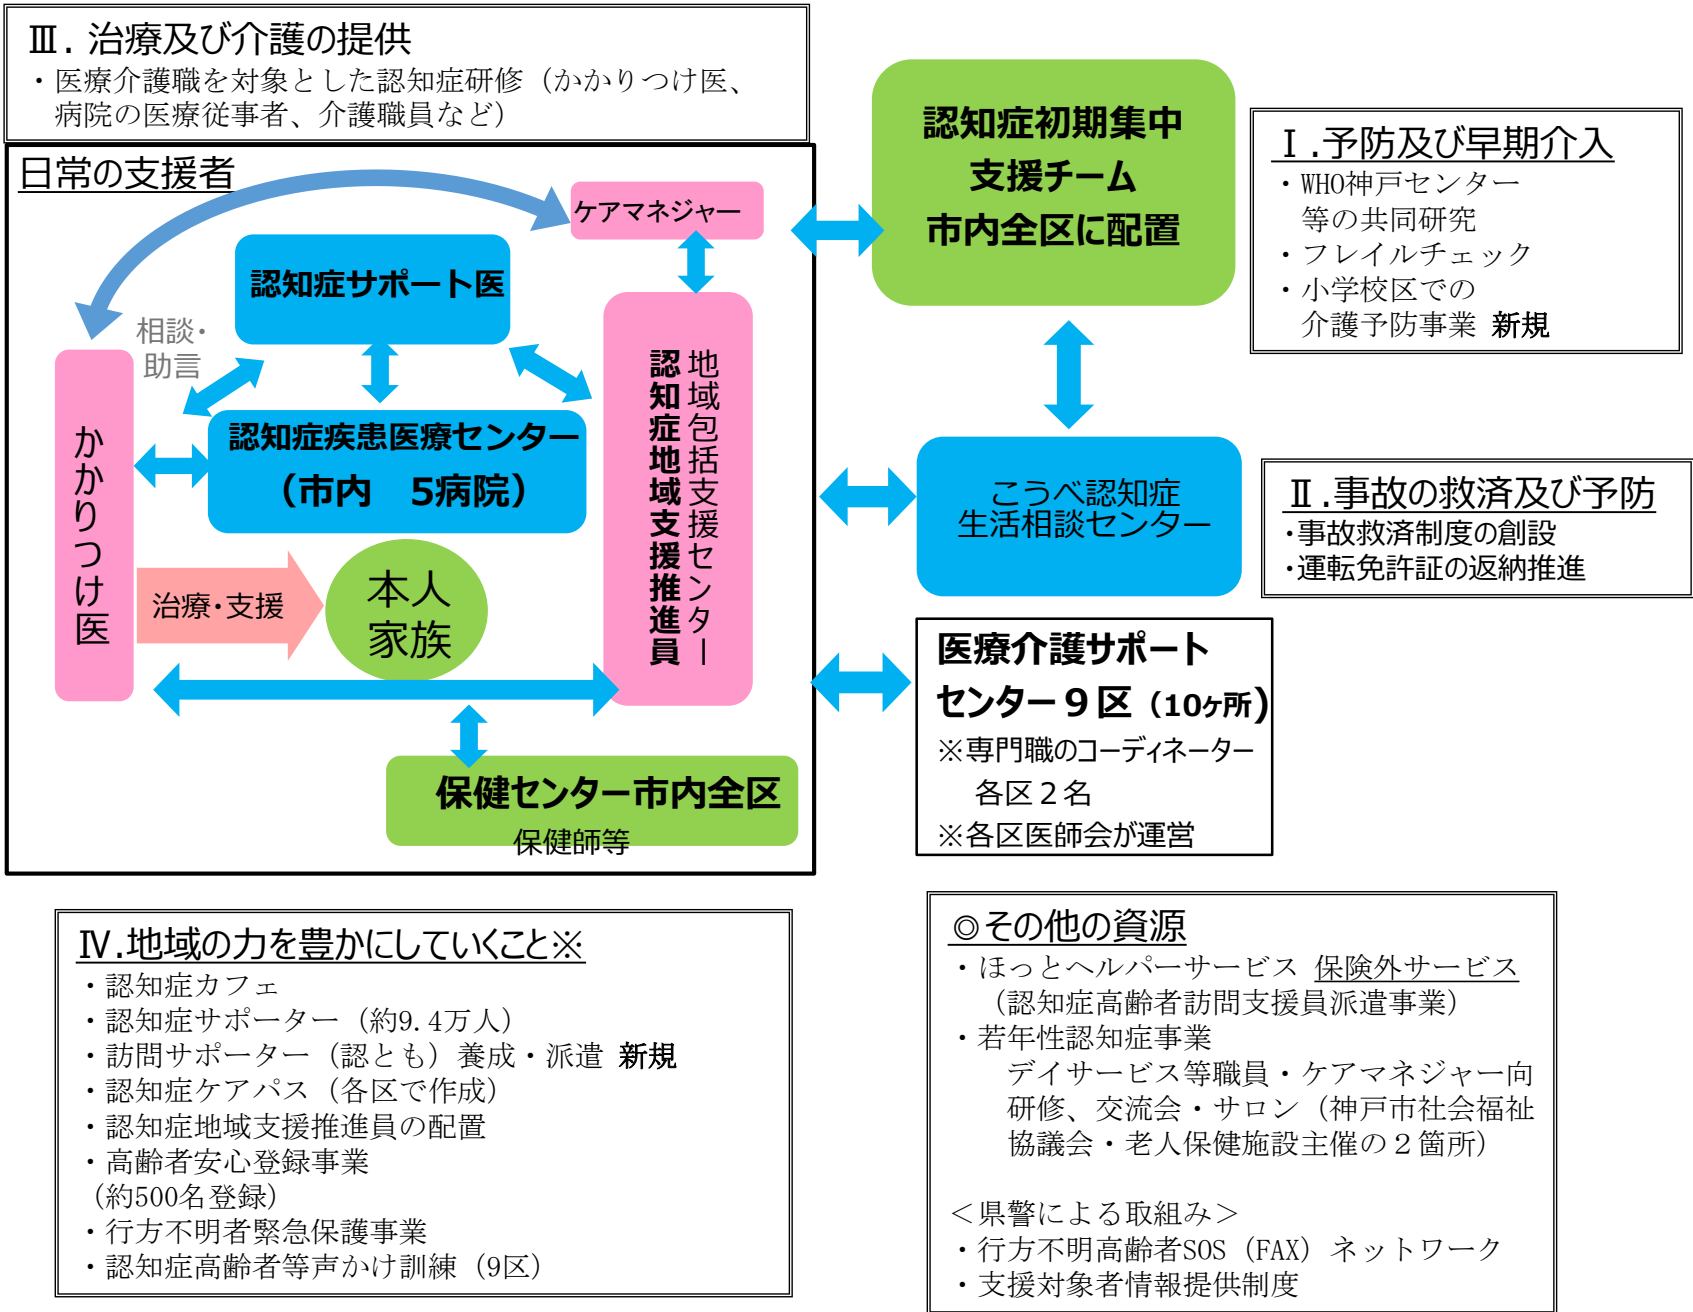 Ⅲ. 治療及び介護の提供
・医療介護職を対象とした認知症研修（かかりつけ医、
病院の医療従事者、介護職員など）
日常の支援者
ケアマネジャー
認知症サポート医
相談・
助言
認知症疾患医療センター
（市内　5病院）
かかりつけ医
治療・支援
本人
家族
地域包括支援センター
認知症地域支援推進員
保健センター市内全区
保健師等
認知症初期集中
支援チーム
市内全区に配置
こうべ認知症
生活相談センター
医療介護サポート
センター９区（10ヶ所）
※専門職のコーディネーター
各区２名
※各区医師会が運営
Ⅰ.予防及び早期介入
・WHO神戸センター
等の共同研究
・フレイルチェック
・小学校区での
介護予防事業 新規
Ⅱ.事故の救済及び予防
・事故救済制度の創設
・運転免許証の返納推進
Ⅳ.地域の力を豊かにしていくこと※
・認知症カフェ
・認知症サポーター（約9.4万人）
・訪問サポーター（認とも）養成・派遣 新規
・認知症ケアパス（各区で作成）
・認知症地域支援推進員の配置
・高齢者安心登録事業
（約500名登録）
・行方不明者緊急保護事業
・認知症高齢者等声かけ訓練（9区）
◎その他の資源
・ほっとヘルパーサービス 保険外サービス
（認知症高齢者訪問支援員派遣事業）
・若年性認知症事業
デイサービス等職員・ケアマネジャー向
研修、交流会・サロン（神戸市社会福祉
協議会・老人保健施設主催の２箇所）
＜県警による取組み＞
・行方不明高齢者SOS（FAX）ネットワーク
・支援対象者情報提供制度